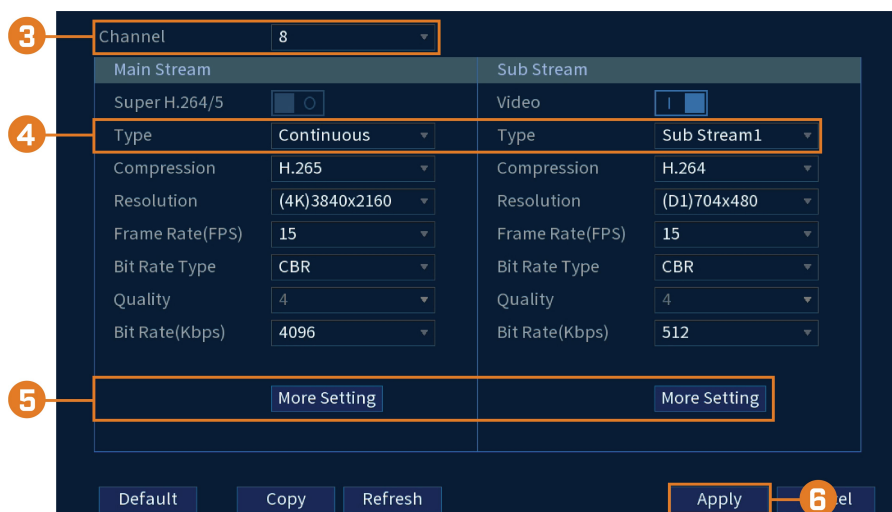 3
Channel 8
Main Stream Sub Stream
Super H.264/5 O Video I
4
Type Continuous Type Sub Stream1
Compression H.265 Compression H.264
Resolution (4K)3840x2160 Resolution (D1)704x480
Frame Rate(FPS) 15 Frame Rate(FPS) 15
Bit Rate Type CBR Bit Rate Type CBR
Quality 4 Quality 4
Bit Rate(Kbps) 4096 Bit Rate(Kbps) 512
5
More Setting More Setting
Default Copy Refresh Apply 6 el